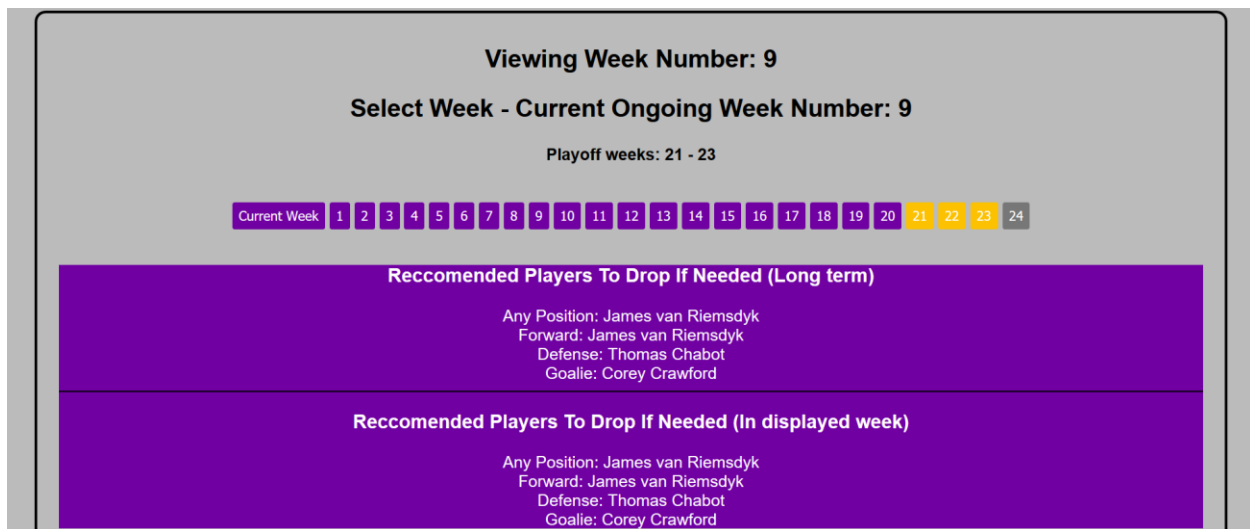 Viewing Week Number: 9
Select Week - Current Ongoing Week Number: 9
Playoff weeks: 21 - 23
Current Week 1 2 3 4 5 6 7 8 9 10 11 12 13 14 15 16 17 18 19 20 21 22 23 24
Reccomended Players To Drop If Needed (Long term)
Any Position: James van Riemsdyk
Forward: James van Riemsdyk
Defense: Thomas Chabot
Goalie: Corey Crawford
Reccomended Players To Drop If Needed (In displayed week)
Any Position: James van Riemsdyk
Forward: James van Riemsdyk
Defense: Thomas Chabot
Goalie: Corey Crawford